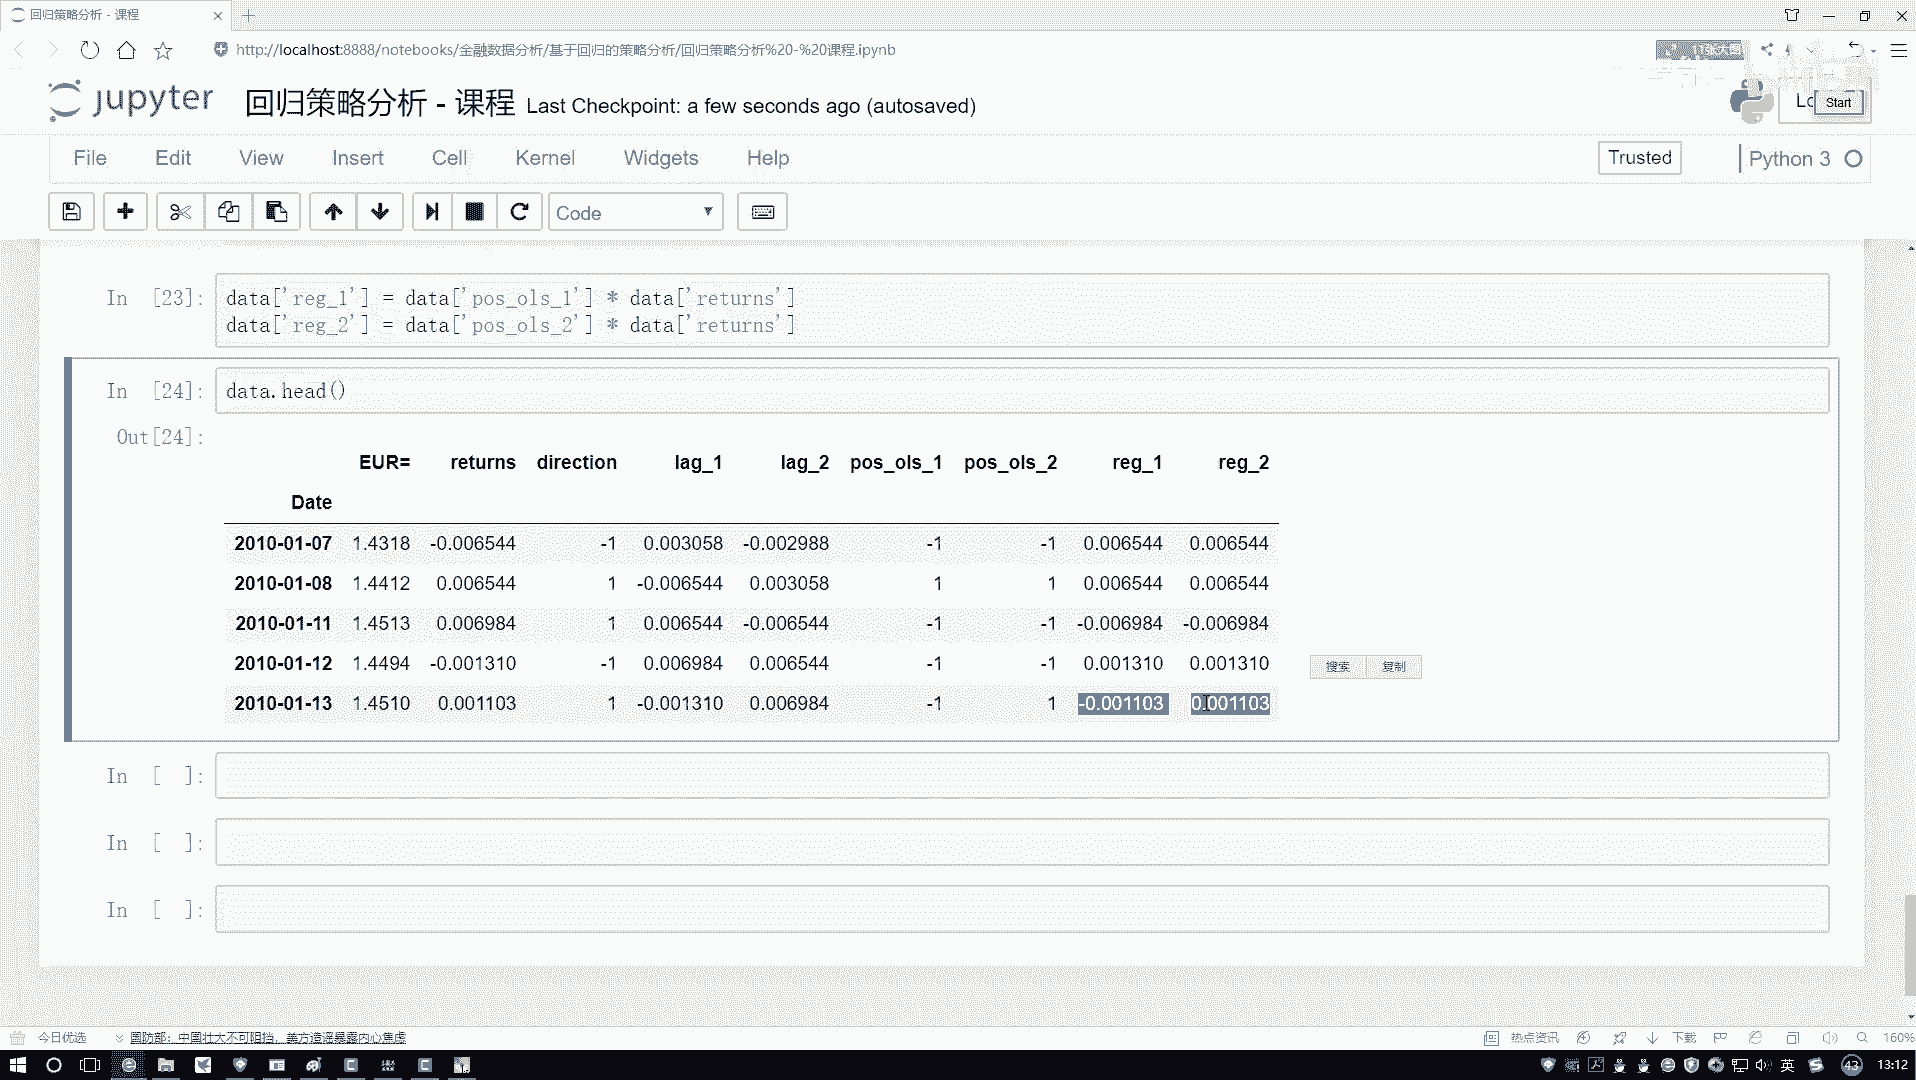 回归策略分析 - 课程
http://localhost:8888/notebooks/金融数据分析/基于回归的策略分析/回归策略分析%20-%20课程.ipynb
jupyter 回归策略分析 - 课程 Last Checkpoint: a few seconds ago (autosaved)
Start
File Edit View Insert Cell Kernel Widgets Help Trusted Python 3
Code
In [23]: data['reg_1'] = data['pos_ols_1'] * data['returns']
data['reg_2'] = data['pos_ols_2'] * data['returns']
In [24]: data.head()
Out[24]:
EUR= returns direction lag_1 lag_2 pos_ols_1 pos_ols_2 reg_1 reg_2
Date
2010-01-07 1.4318 -0.006544 -1 0.003058 -0.002988 -1 -1 0.006544 0.006544
2010-01-08 1.4412 0.006544 1 -0.006544 0.003058 1 1 0.006544 0.006544
2010-01-11 1.4513 0.006984 1 0.006544 -0.006544 -1 -1 -0.006984 -0.006984
2010-01-12 1.4494 -0.001310 -1 0.006984 0.006544 -1 -1 0.001310 0.001310
搜索 复制
2010-01-13 1.4510 0.001103 1 -0.001310 0.006984 -1 1 -0.001103 0.001103
In [ ]:
In [ ]:
In [ ]:
今日优选 国防部：中国壮大不可阻挡，美方造谣暴露内心焦虑 热点资讯 下载 160%
英 43 13:12